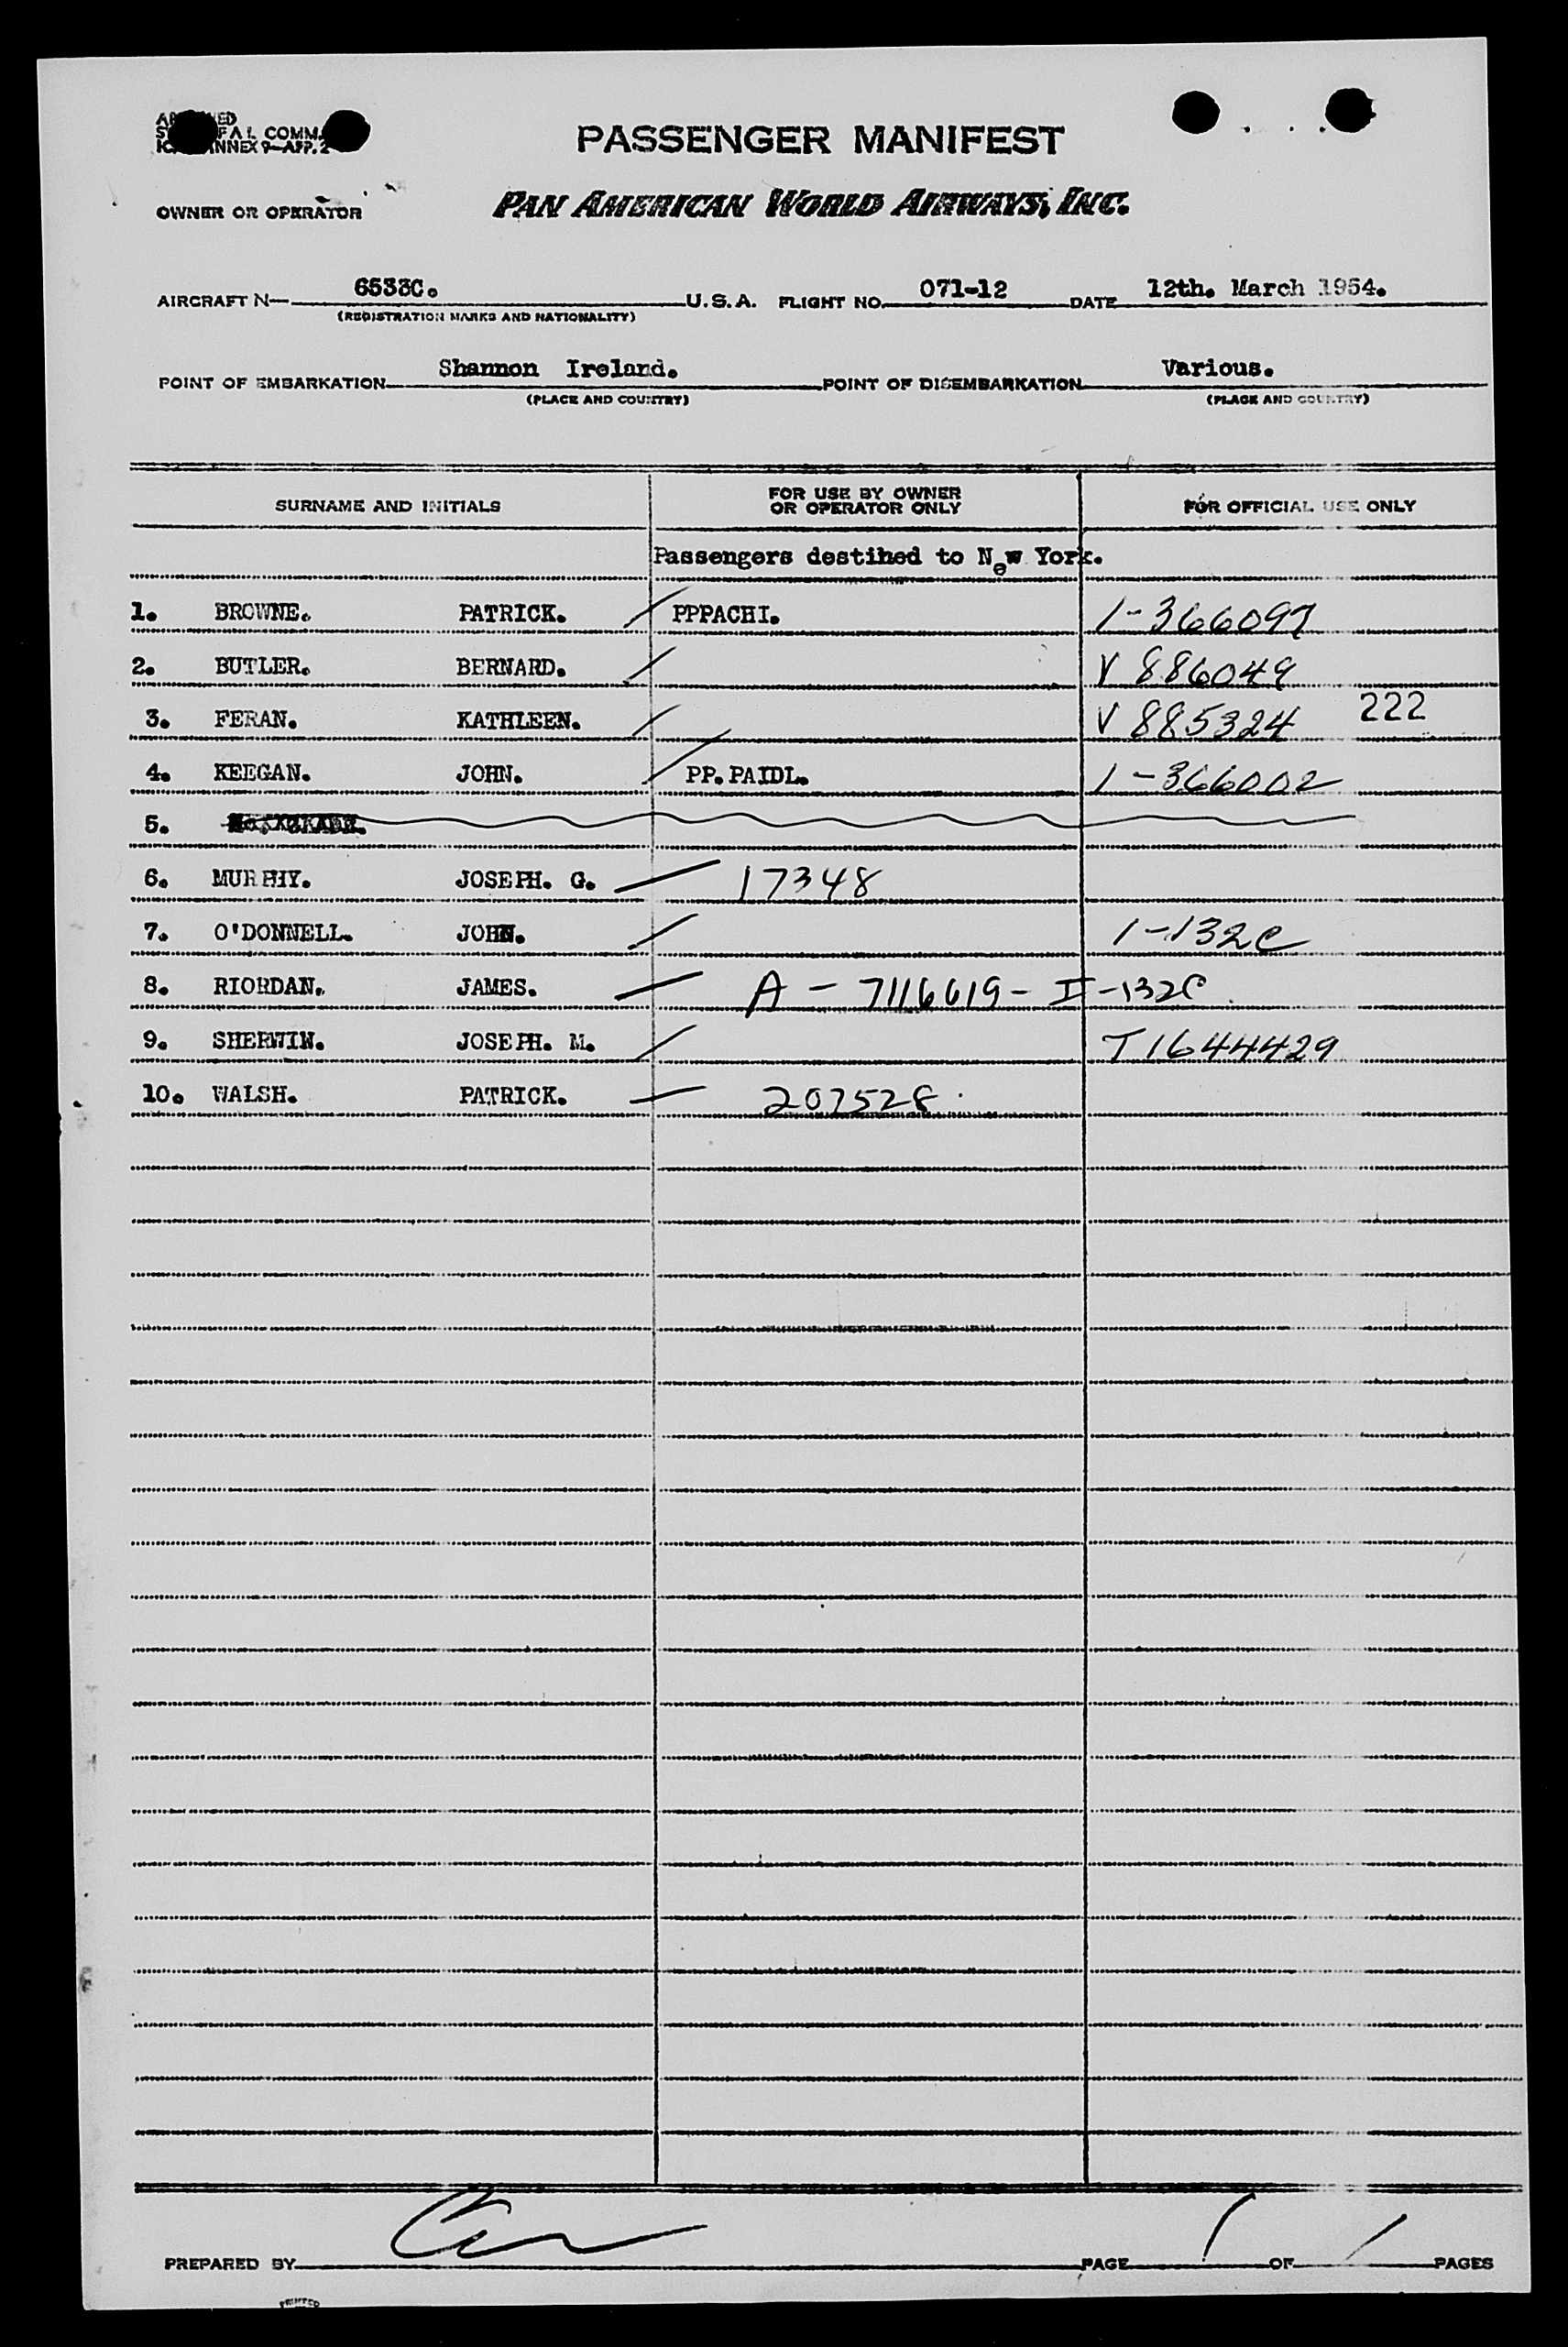 PASSENGER MANIFEST
OWNER OR OPERATOR PAN AMERICAN WORLD AIRWAYS, INC.
AIRCRAFT N— 6533C. U.S.A. FLIGHT NO. 071-12 DATE 12th. March 1954.
(REGISTRATION MARKS AND NATIONALITY)
POINT OF EMBARKATION Shannon Ireland. POINT OF DISEMBARKATION Various.
(PLACE AND COUNTRY) (PLACE AND COUNTRY)
SURNAME AND INITIALS FOR USE BY OWNER OR OPERATOR ONLY FOR OFFICIAL USE ONLY
Passengers destined to New York.
1. BROWNE. PATRICK. PPPACHI. 1-366097
2. BUTLER. BERNARD. V 886049
3. FERAN. KATHLEEN. V 885324 222
4. KEEGAN. JOHN. PP.PAIDL. 1-366002
5.
6. MURPHY. JOSEPH. G. 17348
7. O'DONNELL. JOHN. 1-132C
8. RIORDAN. JAMES. A - 7116619 - I-132C
9. SHERWIN. JOSEPH. M. T1644429
10. WALSH. PATRICK. 207528
PREPARED BY PAGE 1 OF 1 PAGES
PRINTED